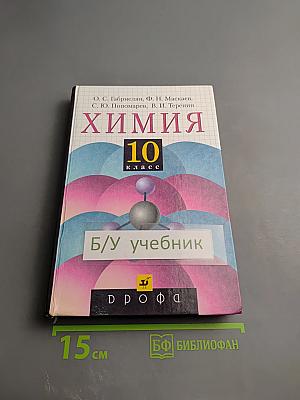 О. С. Габриелян, Ф. Н. Маскаев,
С. Ю. Пономарев, В. И. Теренин
ХИМИЯ
10
класс
Б/У учебник
дрофа
15 см
БФ БИБЛИОФАН